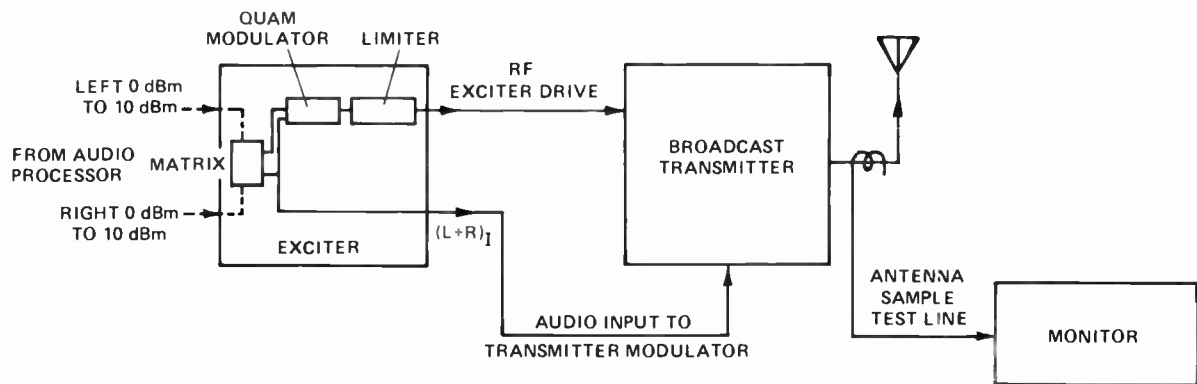 QUAM
MODULATOR
LIMITER
LEFT 0 dBm
TO 10 dBm
RF
EXCITER DRIVE
FROM AUDIO
PROCESSOR
MATRIX
BROADCAST
TRANSMITTER
RIGHT 0 dBm
TO 10 dBm
(L+R)I
EXCITER
ANTENNA
SAMPLE
TEST LINE
AUDIO INPUT TO
TRANSMITTER MODULATOR
MONITOR